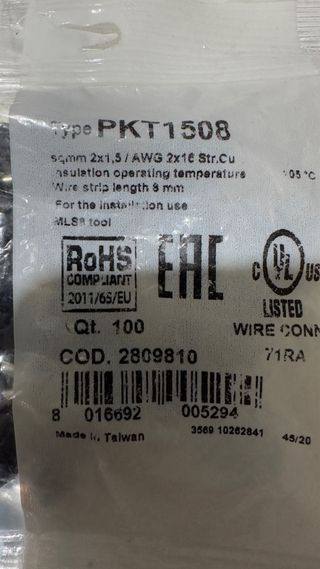 Type PKT1508
sqmm 2x1,5 / AWG 2x16 Str.Cu
Insulation operating temperature 105 °C
Wire strip length 8 mm
For the installation use
MLS8 tool
RoHS
COMPLIANT
2011/65/EU
EAC
C UL US
LISTED
Qt. 100
WIRE CONN
COD. 2809810
71RA
8 016692 005294
Made in Taiwan
3569 10262841 45/20